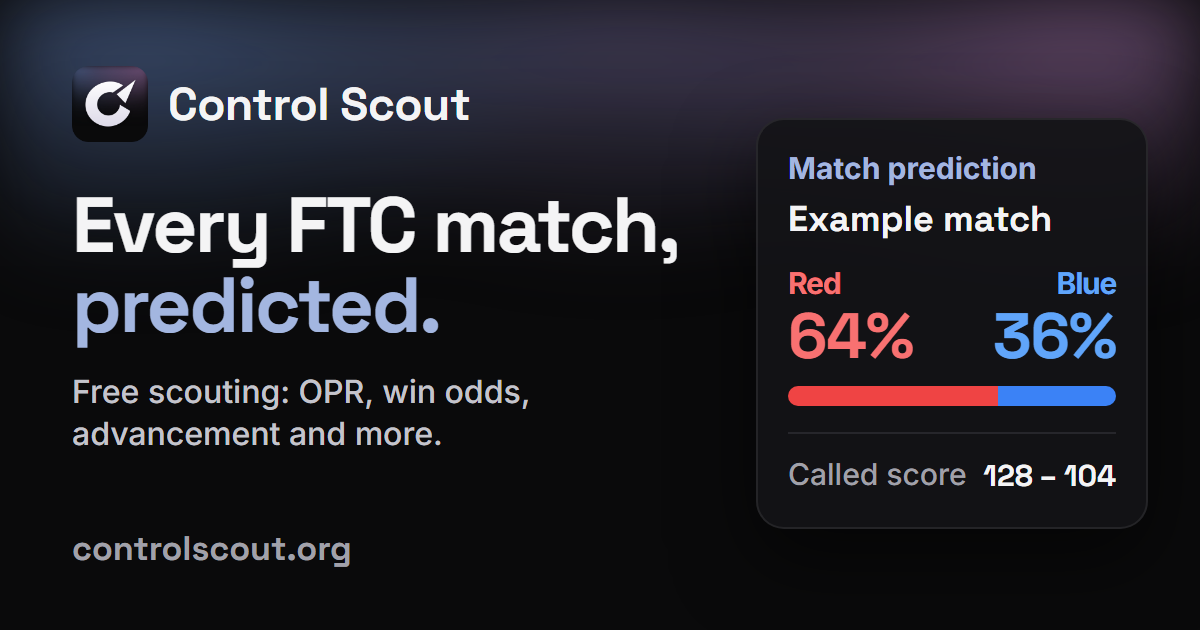 Control Scout
Every FTC match,
predicted.
Free scouting: OPR, win odds,
advancement and more.
controlscout.org
Match prediction
Example match
Red Blue
64% 36%
Called score 128 – 104